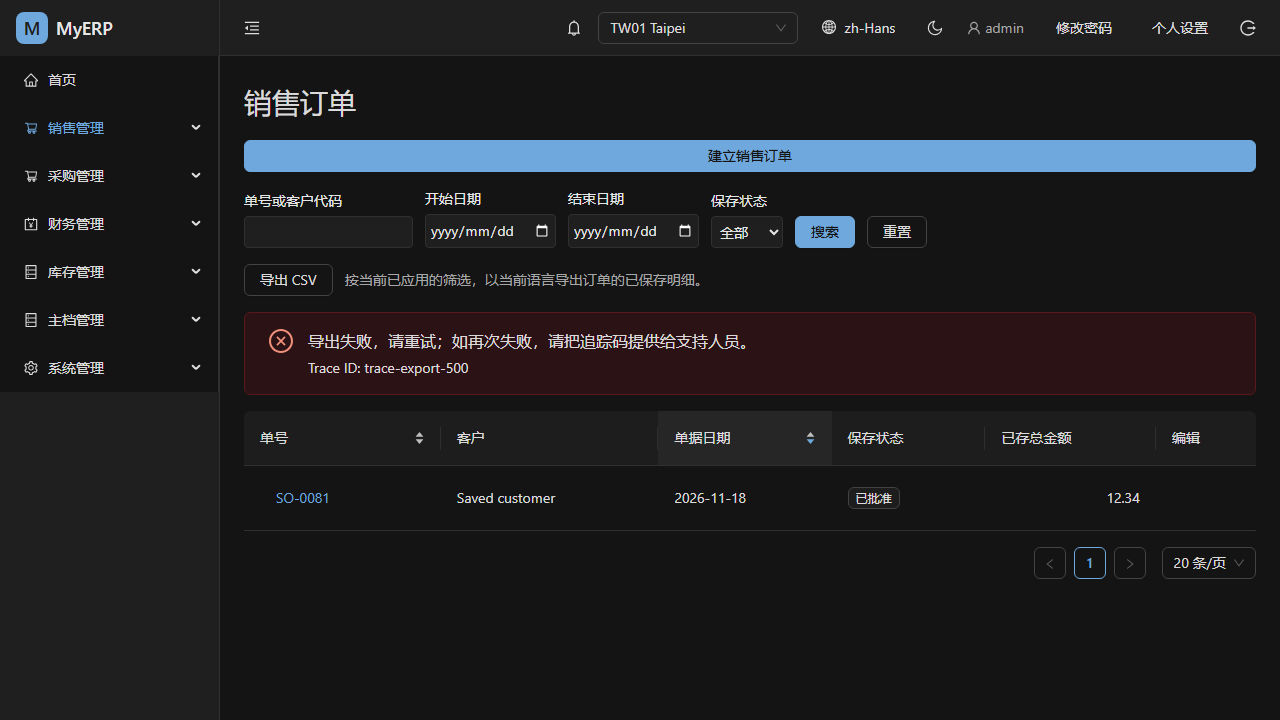 M MyERP
TW01 Taipei
zh-Hans
admin
修改密码
个人设置
首页
销售管理
采购管理
财务管理
库存管理
主档管理
系统管理
销售订单
建立销售订单
单号或客户代码
开始日期
结束日期
保存状态
yyyy/mm/dd
yyyy/mm/dd
全部
搜索
重置
导出 CSV
按当前已应用的筛选，以当前语言导出订单的已保存明细。
导出失败，请重试；如再次失败，请把追踪码提供给支持人员。
Trace ID: trace-export-500
单号 客户 单据日期 保存状态 已存总金额 编辑
SO-0081 Saved customer 2026-11-18 已批准 12.34
< 1 > 20 条/页